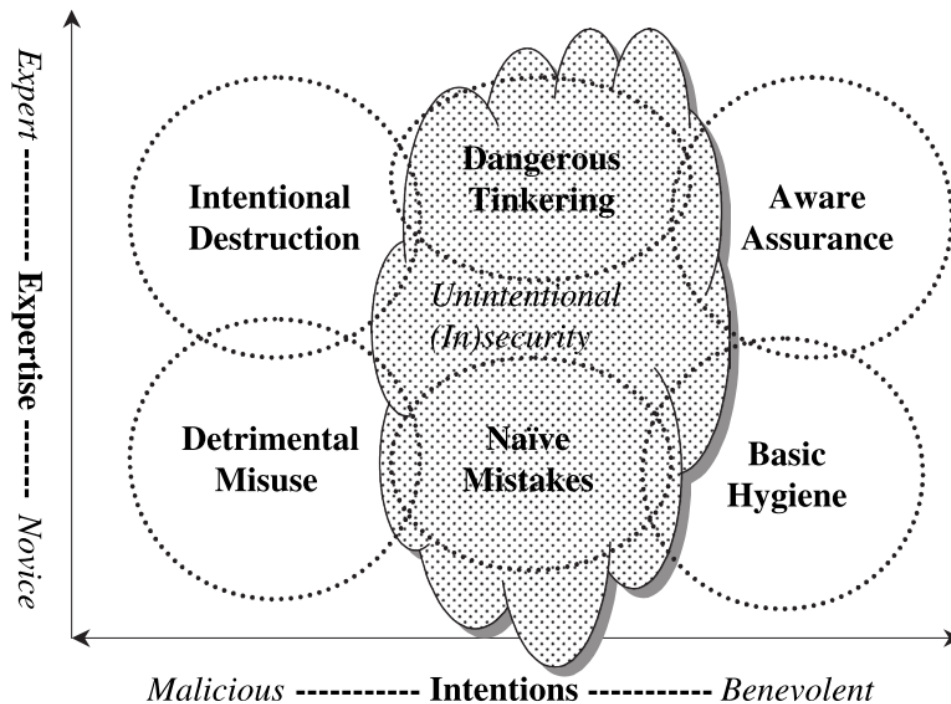 Expert ---------- Expertise ------- Novice
Intentional
Destruction
Dangerous
Tinkering
Aware
Assurance
Unintentional
(In)security
Detrimental
Misuse
Naïve
Mistakes
Basic
Hygiene
Malicious ----------- Intentions ----------- Benevolent